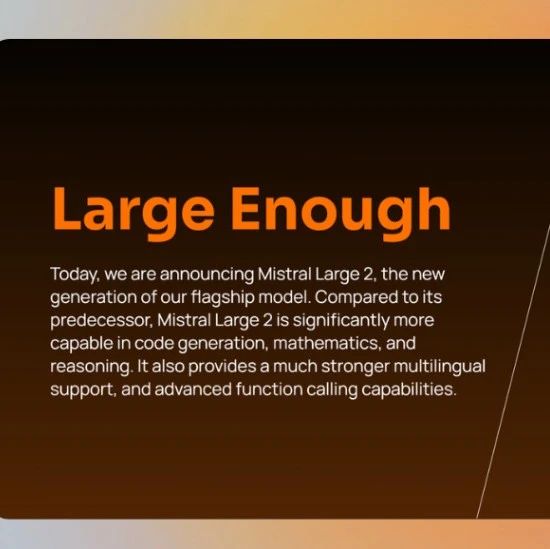 Large Enough
Today, we are announcing Mistral Large 2, the new
generation of our flagship model. Compared to its
predecessor, Mistral Large 2 is significantly more
capable in code generation, mathematics, and
reasoning. It also provides a much stronger multilingual
support, and advanced function calling capabilities.